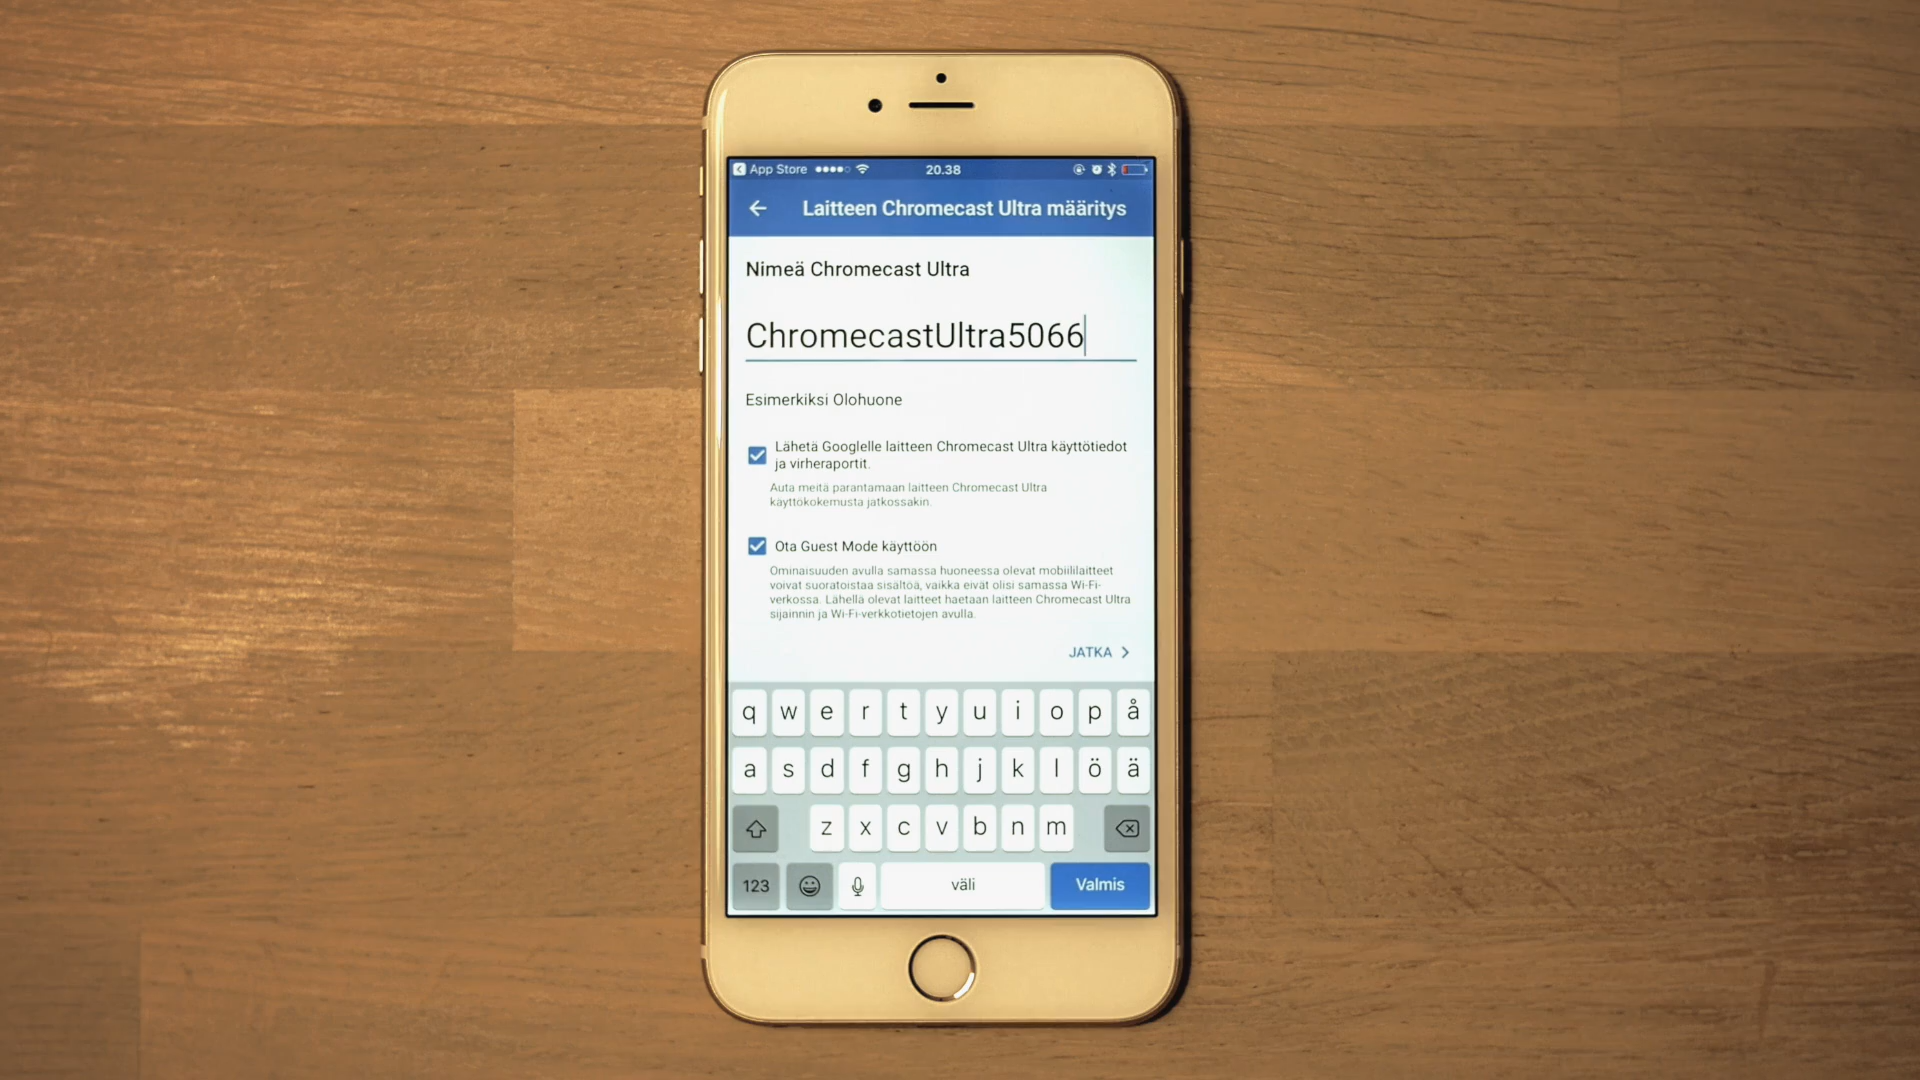 App Store 20.38
Laitteen Chromecast Ultra määritys
Nimeä Chromecast Ultra
ChromecastUltra5066
Esimerkiksi Olohuone
Lähetä Googlelle laitteen Chromecast Ultra käyttötiedot
ja virheraportit.
Auta meitä parantamaan laitteen Chromecast Ultra
käyttökokemusta jatkossakin.
Ota Guest Mode käyttöön
Ominaisuuden avulla samassa huoneessa olevat mobiililaitteet
voivat suoratoistaa sisältöä, vaikka eivät olisi samassa Wi-Fi-
verkossa. Lähellä olevat laitteet haetaan laitteen Chromecast Ultra
sijainnin ja Wi-Fi-verkkotietojen avulla.
JATKA
q w e r t y u i o p å
a s d f g h j k l ö ä
z x c v b n m
123 väli Valmis